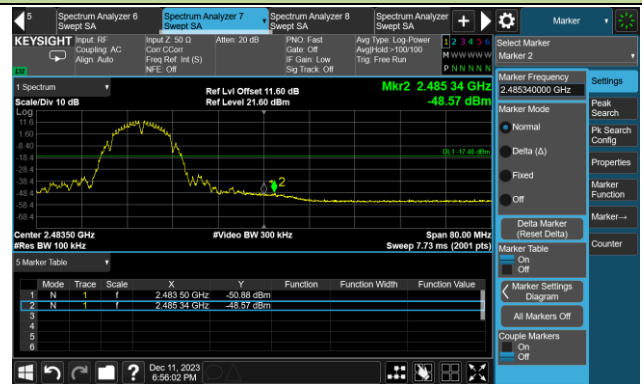 5 Spectrum Analyzer 6 Swept SA
Spectrum Analyzer 7 Swept SA
Spectrum Analyzer 8 Swept SA
Spectrum Analyzer Swept SA
Marker
KEYSIGHT
Input: RF
Coupling: AC
Align: Auto
Input Z: 50 Ω
Corr CCorr
Freq Ref: Int (S)
NFE: Off
Atten: 20 dB
PNO: Fast
Gate: Off
IF Gain: Low
Sig Track: Off
Avg Type: Log-Power
Avg|Hold >100/100
Trig: Free Run
1 2 3 4 5 6
M W W W W W
P N N N N N
LW
Select Marker
Marker 2
1 Spectrum
Scale/Div 10 dB
Ref Lvl Offset 11.60 dB
Ref Level 21.60 dBm
Mkr2 2.485 34 GHz
-48.57 dBm
Log
11.6
1.60
-8.40
-18.4
-28.4
-38.4
-48.4
-58.4
-68.4
DL1 -17.48 dBm
2
Center 2.48350 GHz
#Res BW 100 kHz
#Video BW 300 kHz
Span 80.00 MHz
Sweep 7.73 ms (2001 pts)
5 Marker Table
Mode Trace Scale X Y Function Function Width Function Value
1 N 1 f 2.483 50 GHz -50.88 dBm
2 N 1 f 2.485 34 GHz -48.57 dBm
3
4
5
6
Marker Frequency
2.485340000 GHz
Marker Mode
Normal
Delta (Δ)
Fixed
Off
Delta Marker
(Reset Delta)
Marker Table
On
Off
Marker Settings
Diagram
All Markers Off
Couple Markers
On
Off
Settings
Peak
Search
Pk Search
Config
Properties
Marker
Function
Marker→
Counter
Dec 11, 2023
6:56:02 PM